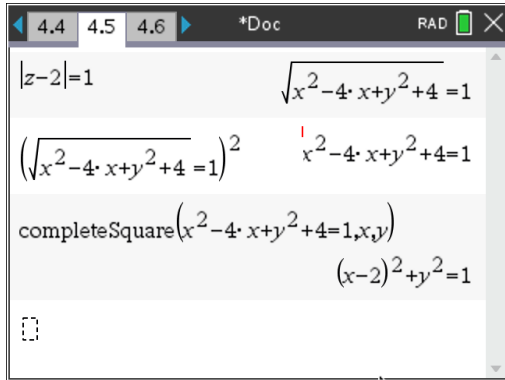 4.4 4.5 4.6 *Doc RAD
|z−2|=1
√(x²−4·x+y²+4)=1
(√(x²−4·x+y²+4)=1)²
x²−4·x+y²+4=1
completeSquare(x²−4·x+y²+4=1,x,y)
(x−2)²+y²=1